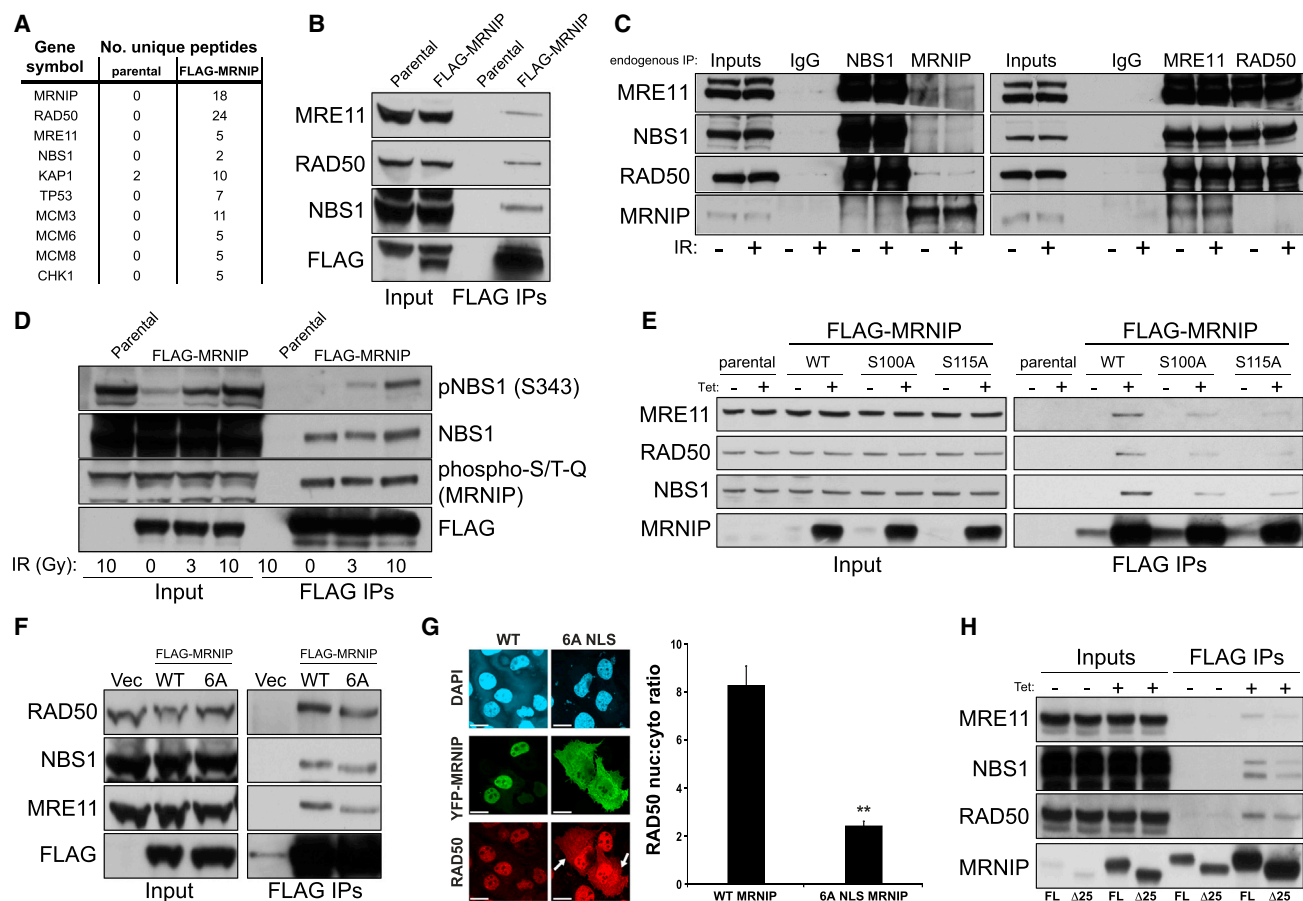 A
Gene symbol
No. unique peptides
parental FLAG-MRNIP
MRNIP 0 18
RAD50 0 24
MRE11 0 5
NBS1 0 2
KAP1 2 10
TP53 0 7
MCM3 0 11
MCM6 0 5
MCM8 0 5
CHK1 0 5
B
Parental FLAG-MRNIP Parental FLAG-MRNIP
MRE11
RAD50
NBS1
FLAG
Input FLAG IPs
C
endogenous IP: Inputs IgG NBS1 MRNIP Inputs IgG MRE11 RAD50
MRE11
NBS1
RAD50
MRNIP
IR: - + - + - + - + - + - + - + - +
D
Parental FLAG-MRNIP Parental FLAG-MRNIP
pNBS1 (S343)
NBS1
phospho-S/T-Q
(MRNIP)
FLAG
IR (Gy): 10 0 3 10 10 0 3 10
Input FLAG IPs
E
FLAG-MRNIP FLAG-MRNIP
parental WT S100A S115A parental WT S100A S115A
Tet: - + - + - + - + - + - + - + - +
MRE11
RAD50
NBS1
MRNIP
Input FLAG IPs
F
FLAG-MRNIP FLAG-MRNIP
Vec WT 6A Vec WT 6A
RAD50
NBS1
MRE11
FLAG
Input FLAG IPs
G
WT 6A NLS
DAPI
YFP-MRNIP
RAD50
RAD50 nuc:cyto ratio
10
8
6
4
2
0
**
WT MRNIP 6A NLS MRNIP
H
Inputs FLAG IPs
Tet: - - + + - - + +
MRE11
NBS1
RAD50
MRNIP
FL Δ25 FL Δ25 FL Δ25 FL Δ25